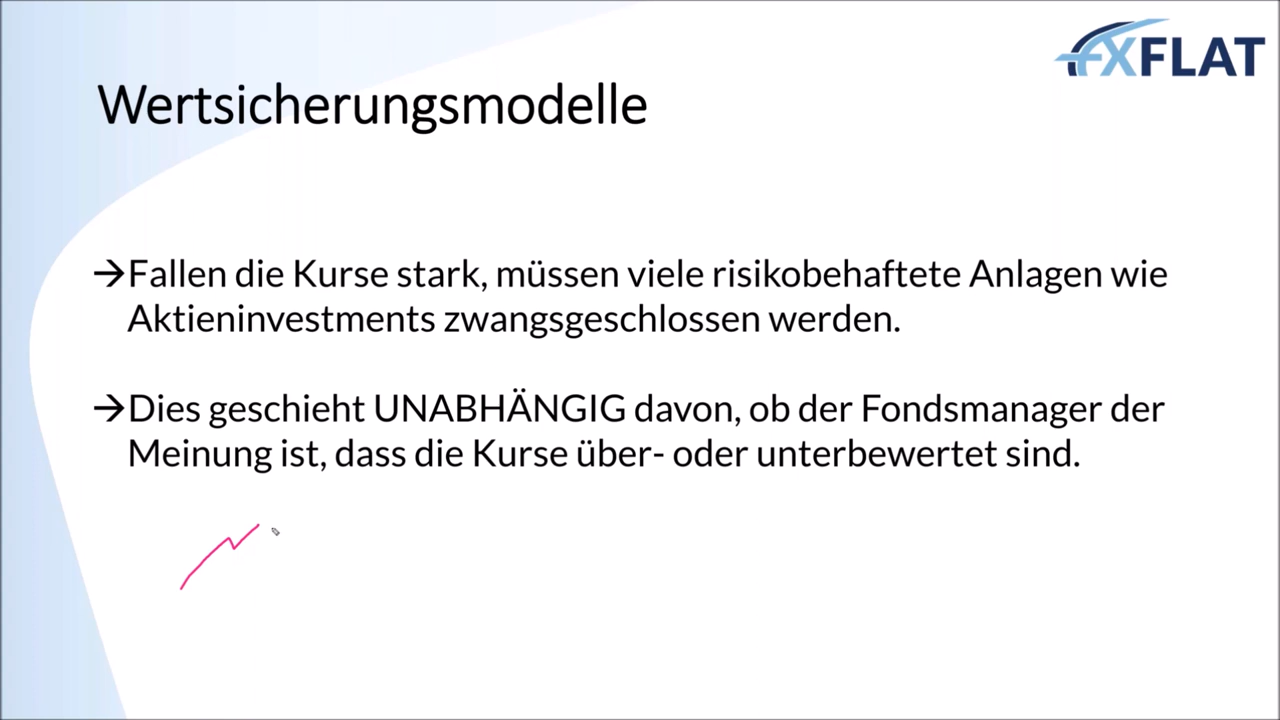 FXFLAT
Wertsicherungsmodelle
→Fallen die Kurse stark, müssen viele risikobehaftete Anlagen wie
Aktieninvestments zwangsgeschlossen werden.
→Dies geschieht UNABHÄNGIG davon, ob der Fondsmanager der
Meinung ist, dass die Kurse über- oder unterbewertet sind.